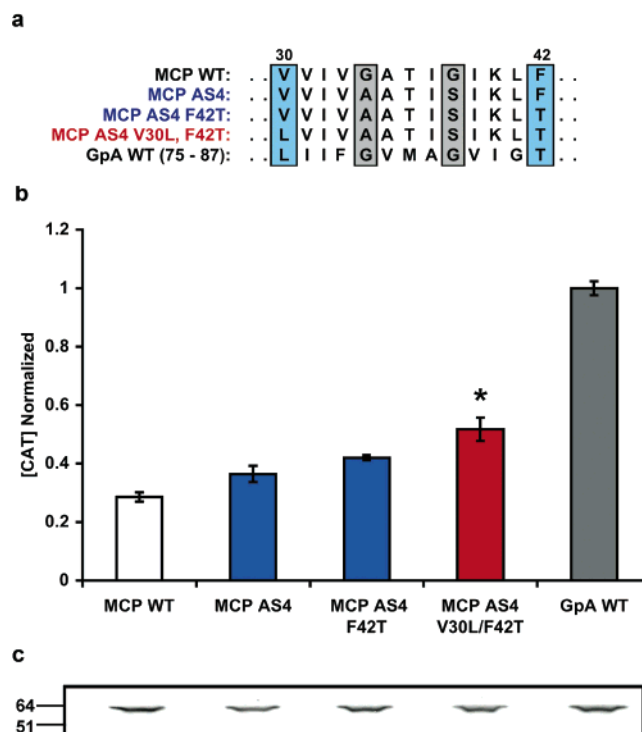 a
30 42
MCP WT: . . V V I V G A T I G I K L F . .
MCP AS4: . . V V I V A A T I S I K L F . .
MCP AS4 F42T: . . V V I V A A T I S I K L T . .
MCP AS4 V30L, F42T: . . L V I V A A T I S I K L T . .
GpA WT (75 - 87): . . L I I F G V M A G V I G T . .
b
[CAT] Normalized
1.2
1
0.8
0.6
0.4
0.2
0
*
MCP WT
MCP AS4
MCP AS4
F42T
MCP AS4
V30L/F42T
GpA WT
c
64
51